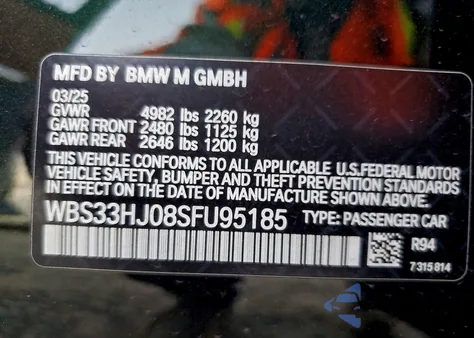 MFD BY BMW M GMBH
03/25
GVWR 4982 lbs 2260 kg
GAWR FRONT 2480 lbs 1125 kg
GAWR REAR 2646 lbs 1200 kg
THIS VEHICLE CONFORMS TO ALL APPLICABLE U.S.FEDERAL MOTOR
VEHICLE SAFETY, BUMPER AND THEFT PREVENTION STANDARDS
IN EFFECT ON THE DATE OF MANUFACTURE SHOWN ABOVE.
WBS33HJ08SFU95185 TYPE: PASSENGER CAR
R94
7 315 814